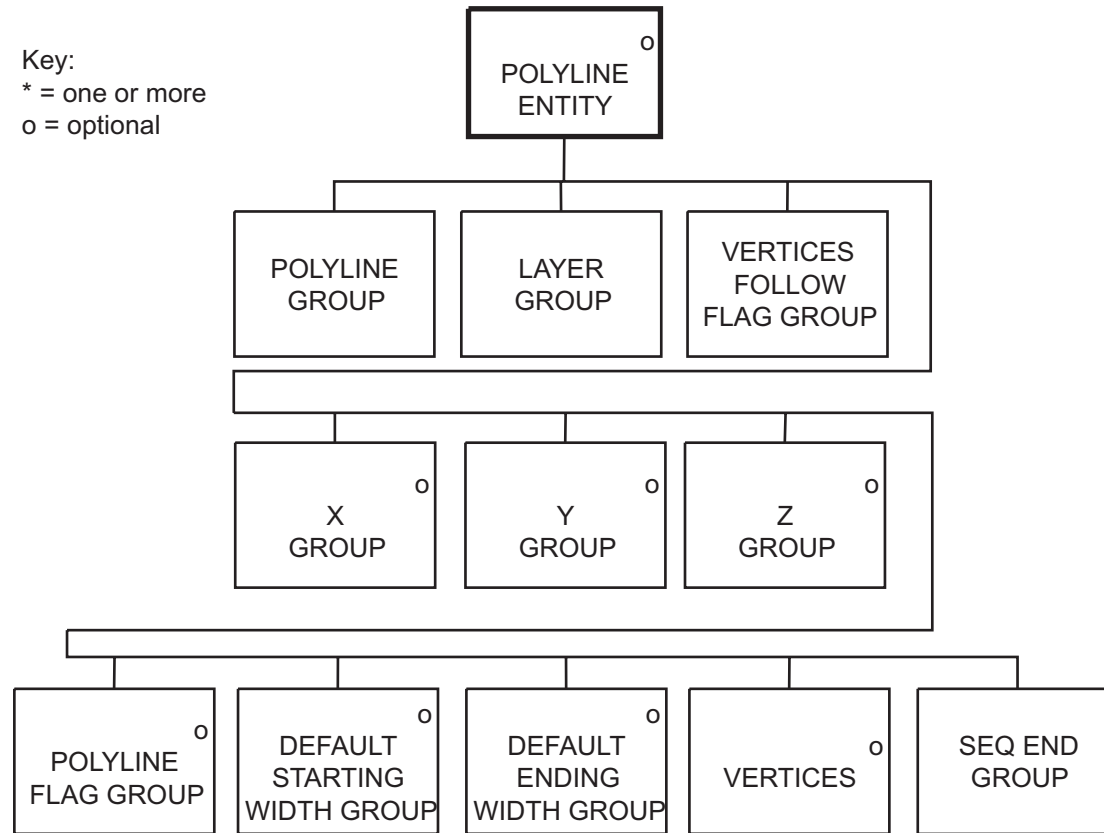 Key:
* = one or more
o = optional
o
POLYLINE
ENTITY
POLYLINE
GROUP
LAYER
GROUP
VERTICES
FOLLOW
FLAG GROUP
o
X
GROUP
o
Y
GROUP
o
Z
GROUP
o
POLYLINE
FLAG GROUP
o
DEFAULT
STARTING
WIDTH GROUP
o
DEFAULT
ENDING
WIDTH GROUP
o
VERTICES
SEQ END
GROUP